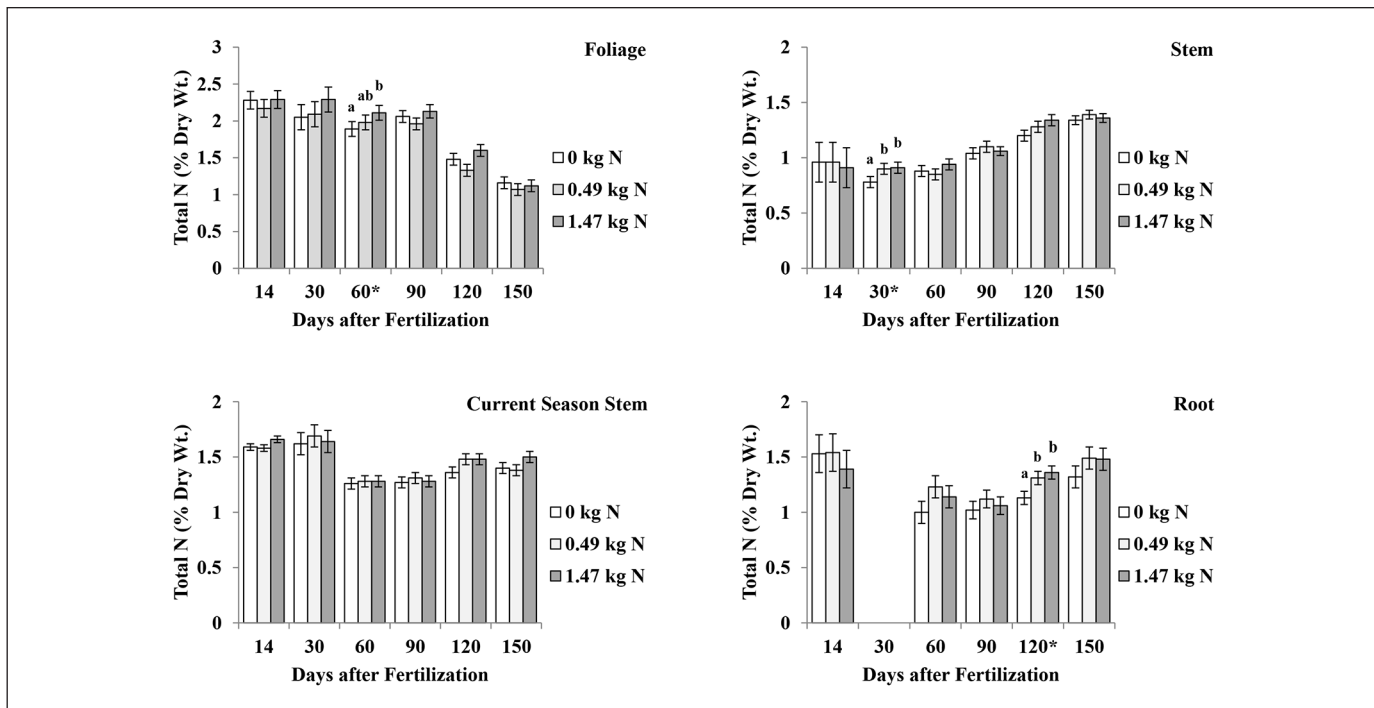 Foliage
Total N (% Dry Wt.)
3
2.5
2
1.5
1
0.5
0
a ab b
0 kg N
0.49 kg N
1.47 kg N
14 30 60* 90 120 150
Days after Fertilization
Stem
Total N (% Dry Wt.)
2
1.5
1
0.5
0
a b b
0 kg N
0.49 kg N
1.47 kg N
14 30* 60 90 120 150
Days after Fertilization
Current Season Stem
Total N (% Dry Wt.)
2
1.5
1
0.5
0
0 kg N
0.49 kg N
1.47 kg N
14 30 60 90 120 150
Days after Fertilization
Root
Total N (% Dry Wt.)
2
1.5
1
0.5
0
a b b
0 kg N
0.49 kg N
1.47 kg N
14 30 60 90 120* 150
Days after Fertilization